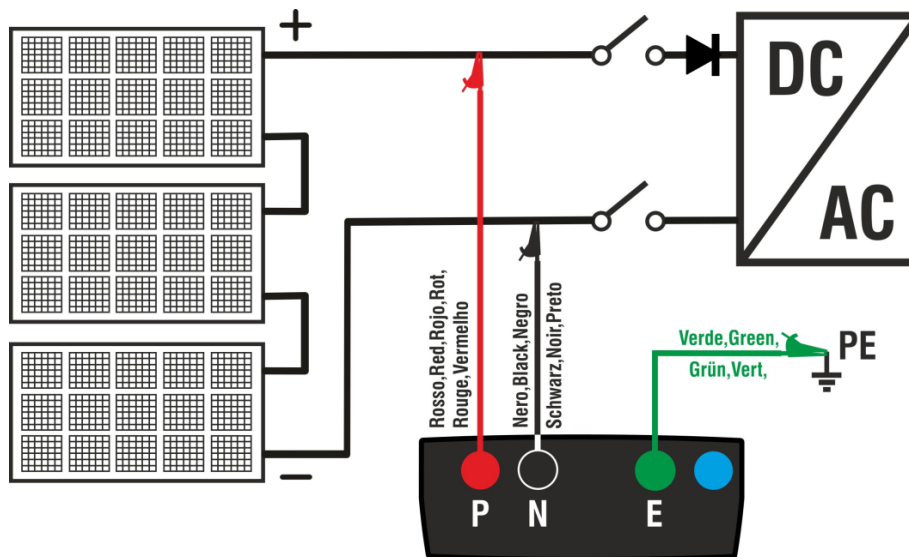 +
DC
AC
Rosso,Red,Rojo,Rot,
Rouge,Vermelho
Nero,Black,Negro
Schwarz,Noir,Preto
Verde,Green,
Grün,Vert,
PE
−
P N E